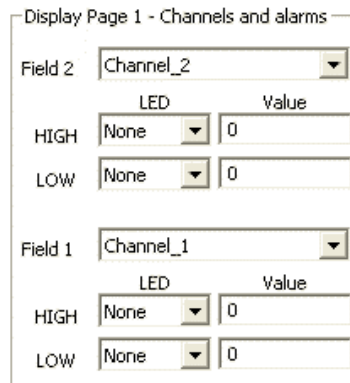 Display Page 1 - Channels and alarms
Field 2 Channel_2
LED Value
HIGH None 0
LOW None 0
Field 1 Channel_1
LED Value
HIGH None 0
LOW None 0